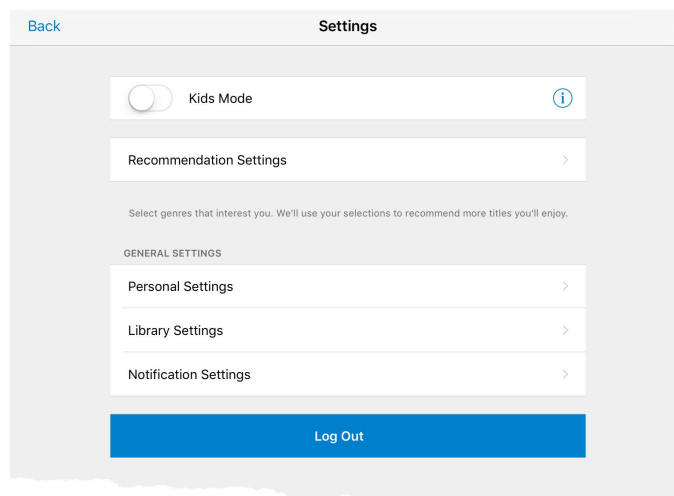 Back
Settings
Kids Mode
i
Recommendation Settings
Select genres that interest you. We'll use your selections to recommend more titles you'll enjoy.
GENERAL SETTINGS
Personal Settings
Library Settings
Notification Settings
Log Out